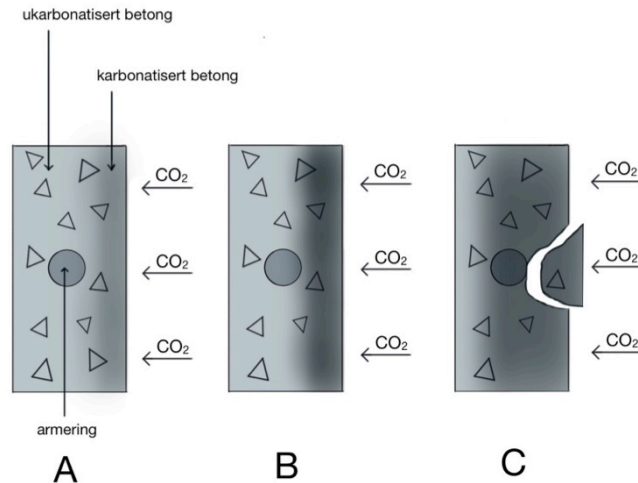 ukarbonatisert betong
karbonatisert betong
CO₂ CO₂ CO₂
CO₂ CO₂ CO₂
CO₂ CO₂ CO₂
armering
A B C